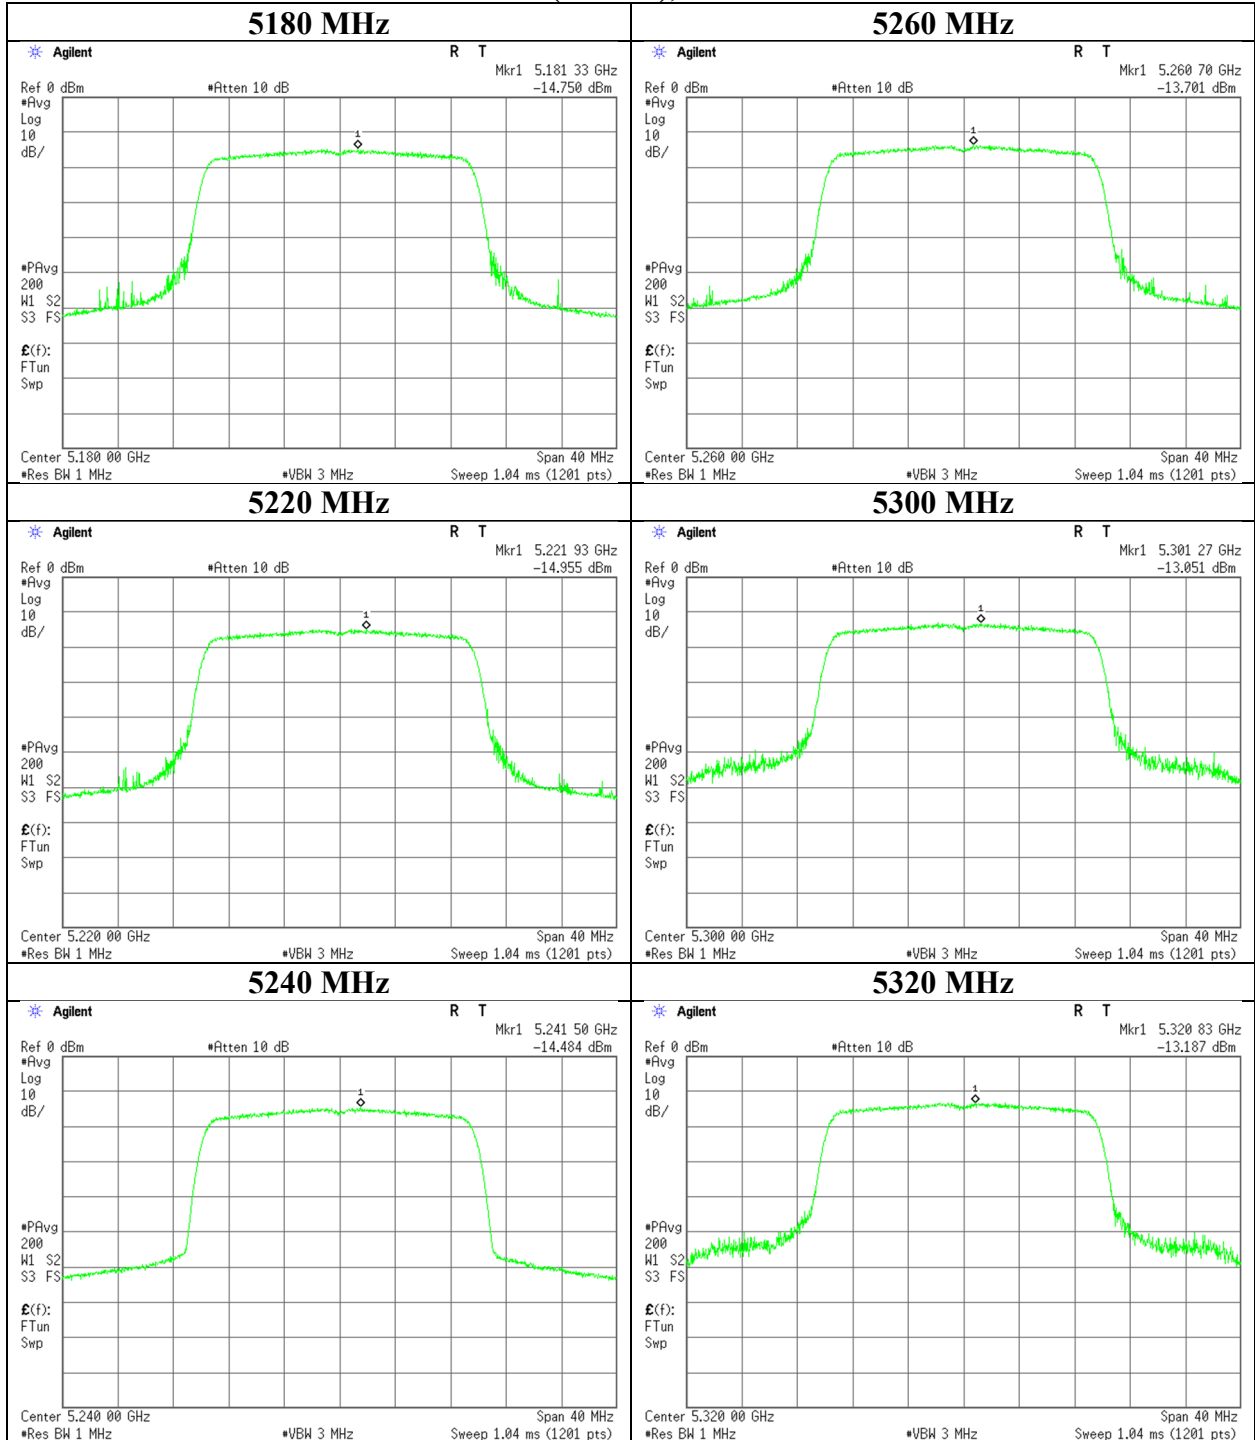 5180 MHz
Agilent R T
Mkr1 5.181 33 GHz
Ref 0 dBm #Atten 10 dB -14.750 dBm
#Avg
Log
10
dB/
1
#PAvg
200
W1 S2
S3 FS
£(f):
FTun
Swp
Center 5.180 00 GHz Span 40 MHz
#Res BW 1 MHz #VBW 3 MHz Sweep 1.04 ms (1201 pts)
5260 MHz
Agilent R T
Mkr1 5.260 70 GHz
Ref 0 dBm #Atten 10 dB -13.701 dBm
#Avg
Log
10
dB/
1
#PAvg
200
W1 S2
S3 FS
£(f):
FTun
Swp
Center 5.260 00 GHz Span 40 MHz
#Res BW 1 MHz #VBW 3 MHz Sweep 1.04 ms (1201 pts)
5220 MHz
Agilent R T
Mkr1 5.221 93 GHz
Ref 0 dBm #Atten 10 dB -14.955 dBm
#Avg
Log
10
dB/
1
#PAvg
200
W1 S2
S3 FS
£(f):
FTun
Swp
Center 5.220 00 GHz Span 40 MHz
#Res BW 1 MHz #VBW 3 MHz Sweep 1.04 ms (1201 pts)
5300 MHz
Agilent R T
Mkr1 5.301 27 GHz
Ref 0 dBm #Atten 10 dB -13.051 dBm
#Avg
Log
10
dB/
1
#PAvg
200
W1 S2
S3 FS
£(f):
FTun
Swp
Center 5.300 00 GHz Span 40 MHz
#Res BW 1 MHz #VBW 3 MHz Sweep 1.04 ms (1201 pts)
5240 MHz
Agilent R T
Mkr1 5.241 50 GHz
Ref 0 dBm #Atten 10 dB -14.484 dBm
#Avg
Log
10
dB/
1
#PAvg
200
W1 S2
S3 FS
£(f):
FTun
Swp
Center 5.240 00 GHz Span 40 MHz
#Res BW 1 MHz #VBW 3 MHz Sweep 1.04 ms (1201 pts)
5320 MHz
Agilent R T
Mkr1 5.320 83 GHz
Ref 0 dBm #Atten 10 dB -13.187 dBm
#Avg
Log
10
dB/
1
#PAvg
200
W1 S2
S3 FS
£(f):
FTun
Swp
Center 5.320 00 GHz Span 40 MHz
#Res BW 1 MHz #VBW 3 MHz Sweep 1.04 ms (1201 pts)